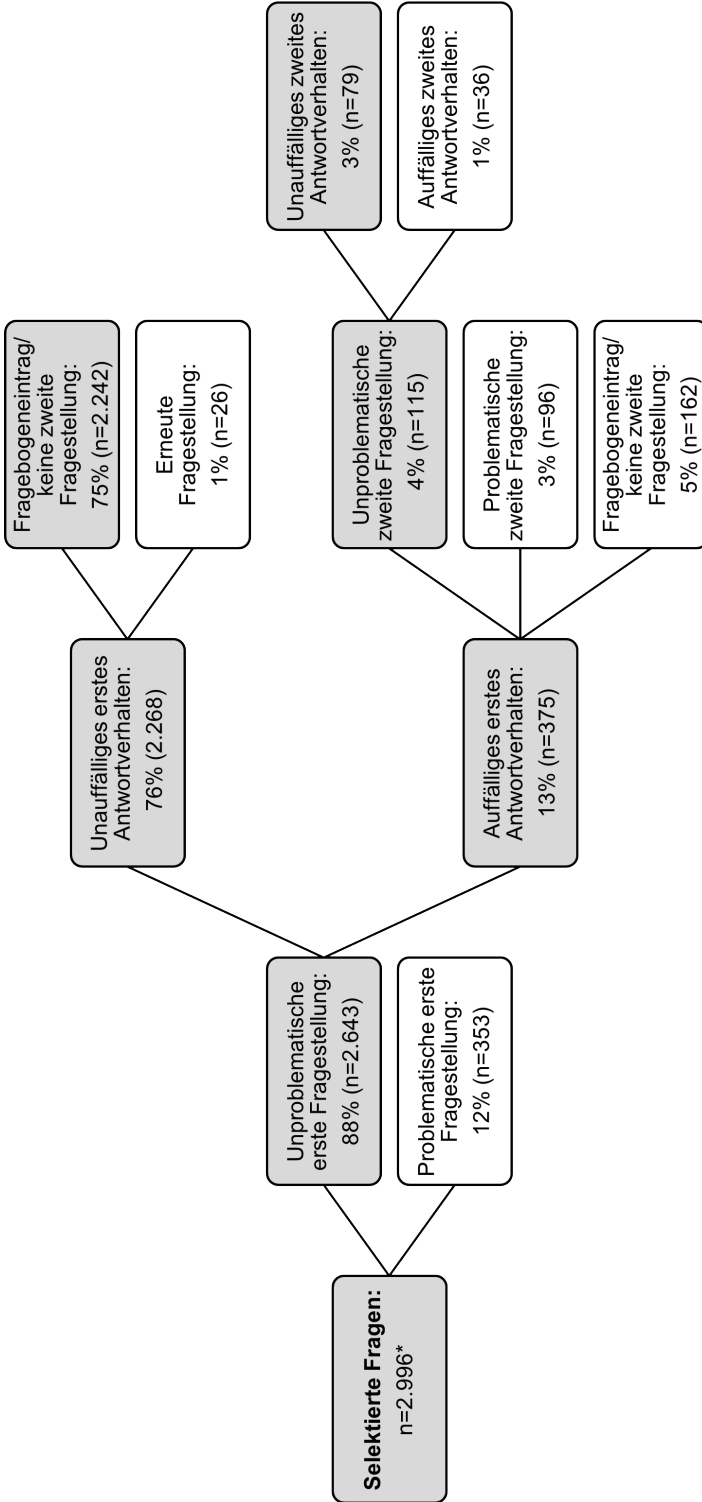 Selektierte Fragen:
n=2.996*
Unproblematische
erste Fragestellung:
88% (n=2.643)
Problematische erste
Fragestellung:
12% (n=353)
Unauffälliges erstes
Antwortverhalten:
76% (2.268)
Auffälliges erstes
Antwortverhalten:
13% (n=375)
Fragebogeneintrag/
keine zweite
Fragestellung:
75% (n=2.242)
Erneute
Fragestellung:
1% (n=26)
Unproblematische
zweite Fragestellung:
4% (n=115)
Problematische
zweite Fragestellung:
3% (n=96)
Fragebogeneintrag/
keine zweite
Fragestellung:
5% (n=162)
Unauffälliges zweites
Antwortverhalten:
3% (n=79)
Auffälliges zweites
Antwortverhalten:
1% (n=36)